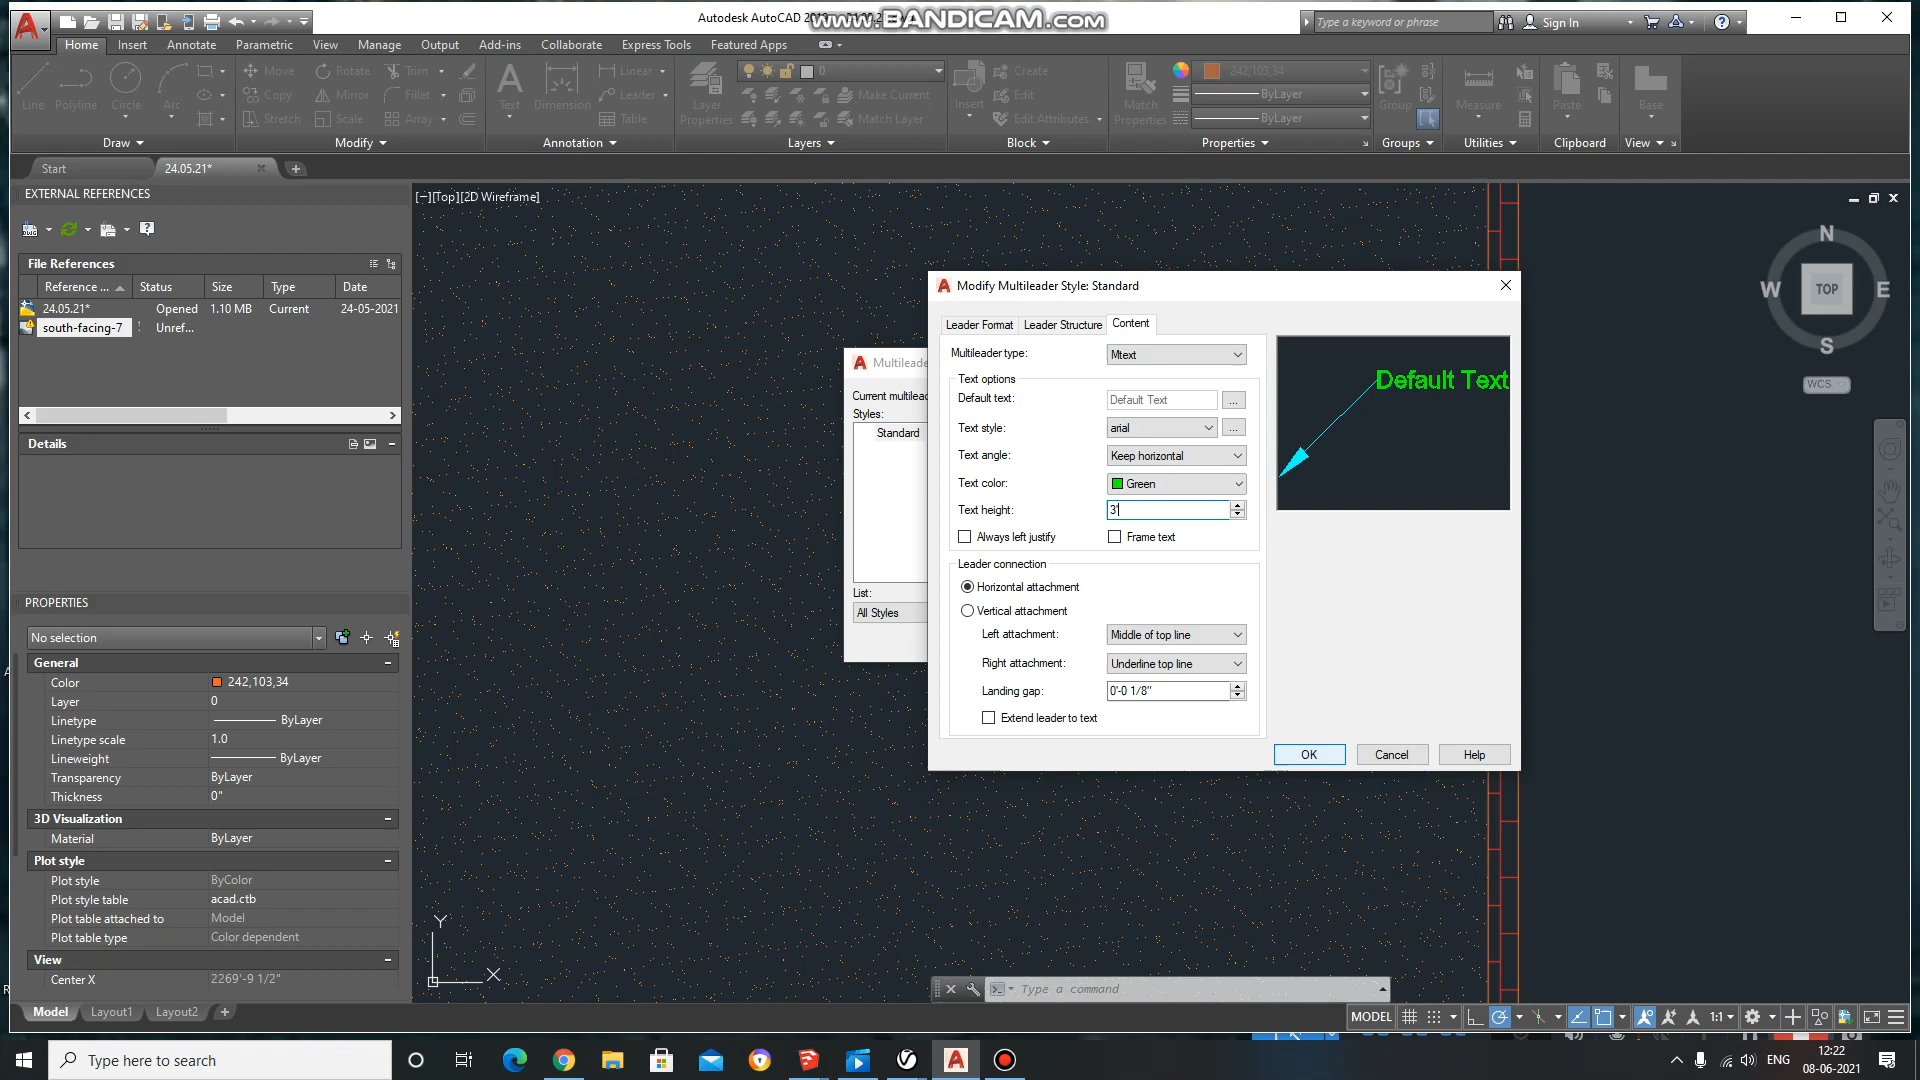 Autodesk AutoCAD 20
www.BANDICAM.com
Type a keyword or phrase
Sign In
Home Insert Annotate Parametric View Manage Output Add-ins Collaborate Express Tools Featured Apps
Line Polyline Circle Arc
Move Rotate Trim
Copy Mirror Fillet
Stretch Scale Array
Text Dimension
Linear
Leader
Table
Layer Properties
0
Make Current
Match Layer
Insert
Create
Edit
Edit Attributes
Match Properties
242,103,34
ByLayer
ByLayer
Group
Measure
Paste
Base
Draw Modify Annotation Layers Block Properties Groups Utilities Clipboard View
Start
24.05.21*
EXTERNAL REFERENCES
[−][Top][2D Wireframe]
File References
Reference ... Status Size Type Date
24.05.21* Opened 1.10 MB Current 24-05-2021
south-facing-7 ! Unref...
Details
PROPERTIES
No selection
General
Color 242,103,34
Layer 0
Linetype ByLayer
Linetype scale 1.0
Lineweight ByLayer
Transparency ByLayer
Thickness 0"
3D Visualization
Material ByLayer
Plot style
Plot style ByColor
Plot style table acad.ctb
Plot table attached to Model
Plot table type Color dependent
View
Center X 2269'-9 1/2"
Multileade
Current multileade
Styles:
Standard
List:
All Styles
Modify Multileader Style: Standard
Leader Format Leader Structure Content
Multileader type: Mtext
Text options
Default text: Default Text ...
Text style: arial ...
Text angle: Keep horizontal
Text color: Green
Text height: 3'
Always left justify Frame text
Leader connection
Horizontal attachment
Vertical attachment
Left attachment: Middle of top line
Right attachment: Underline top line
Landing gap: 0'-0 1/8"
Extend leader to text
Default Text
OK Cancel Help
N
W TOP E
S
WCS
Y
X
Type a command
Model Layout1 Layout2
MODEL
1:1
Type here to search
ENG
12:22
08-06-2021